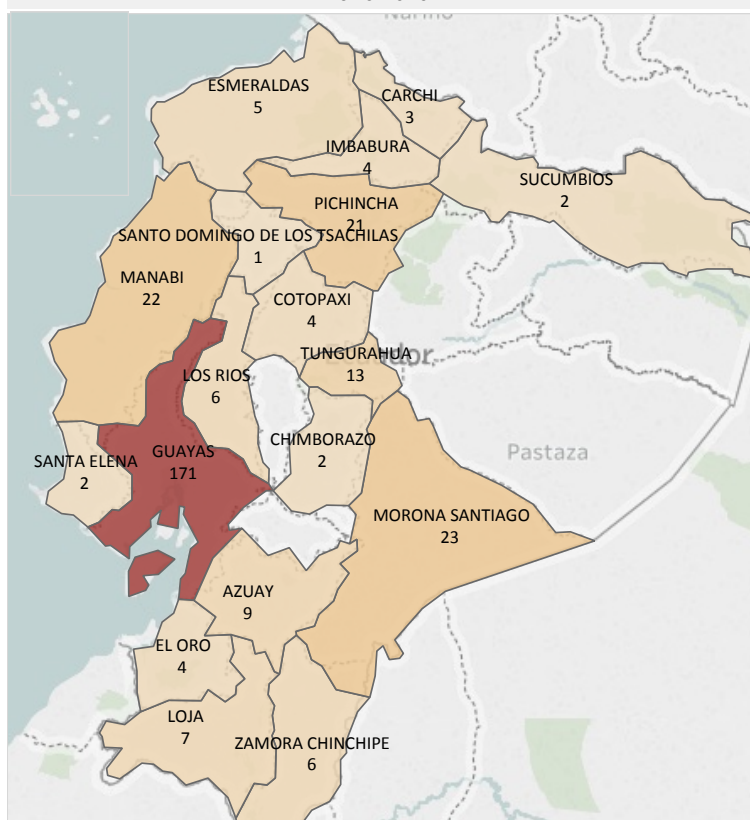 Nariño
ESMERALDAS
5
CARCHI
3
IMBABURA
4
SUCUMBIOS
2
PICHINCHA
21
SANTO DOMINGO DE LOS TSACHILAS
1
MANABI
22
COTOPAXI
4
Ecuador
TUNGURAHUA
13
LOS RIOS
6
CHIMBORAZO
2
Pastaza
SANTA ELENA
2
GUAYAS
171
MORONA SANTIAGO
23
AZUAY
9
EL ORO
4
LOJA
7
ZAMORA CHINCHIPE
6